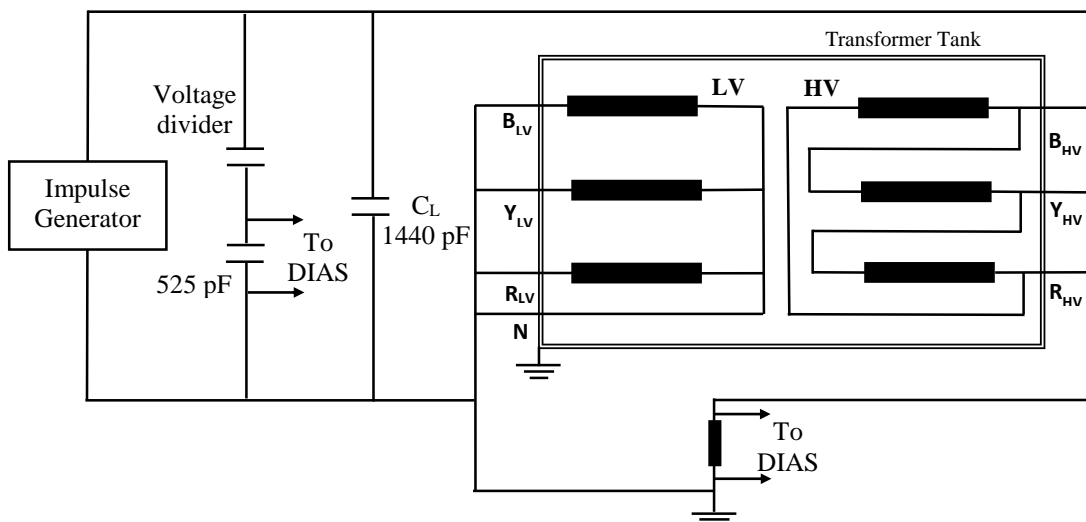 Transformer Tank
Voltage
divider
LV
HV
B_LV
B_HV
Impulse
Generator
C_L
1440 pF
To
DIAS
525 pF
Y_LV
Y_HV
R_LV
R_HV
N
To
DIAS